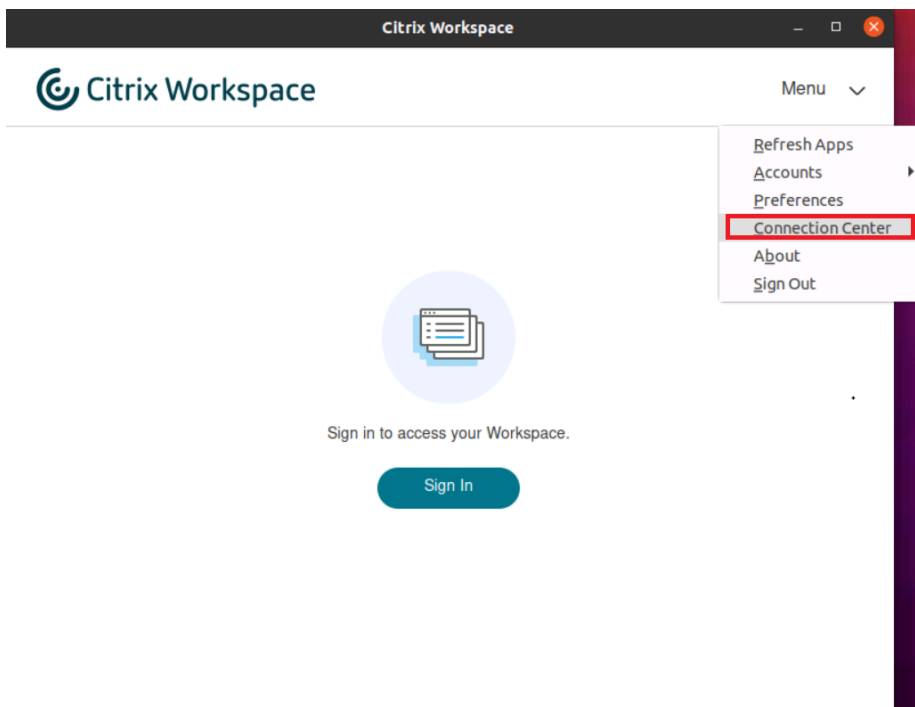 Citrix Workspace
Citrix Workspace
Menu
Refresh Apps
Accounts
Preferences
Connection Center
About
Sign Out
Sign in to access your Workspace.
Sign In